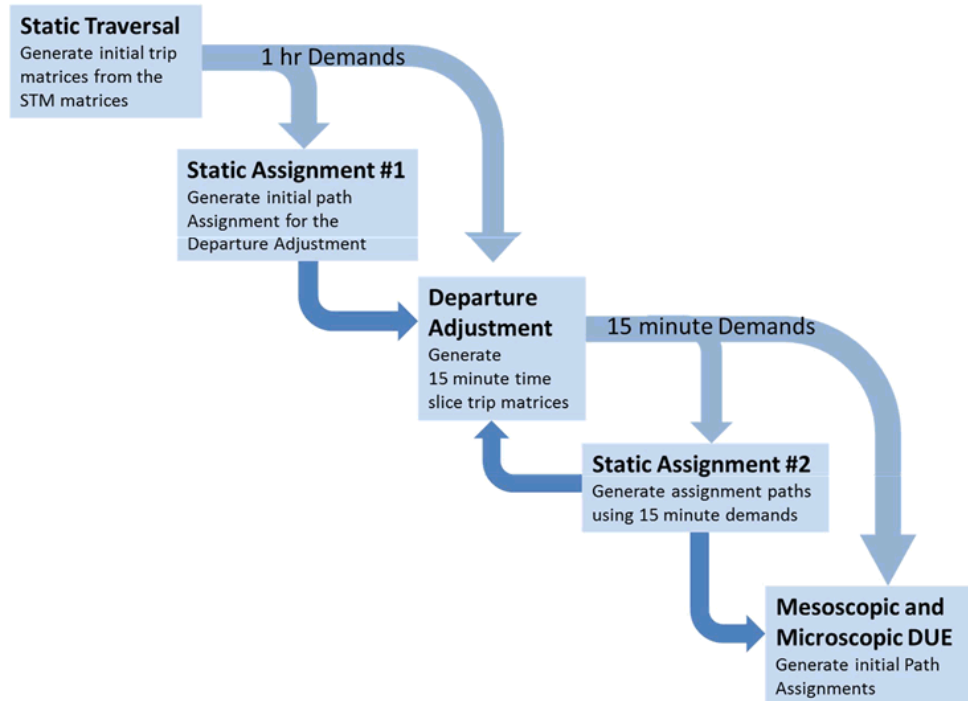 Static Traversal
Generate initial trip
matrices from the
STM matrices
1 hr Demands
Static Assignment #1
Generate initial path
Assignment for the
Departure Adjustment
Departure
Adjustment
Generate
15 minute time
slice trip matrices
15 minute Demands
Static Assignment #2
Generate assignment paths
using 15 minute demands
Mesoscopic and
Microscopic DUE
Generate initial Path
Assignments